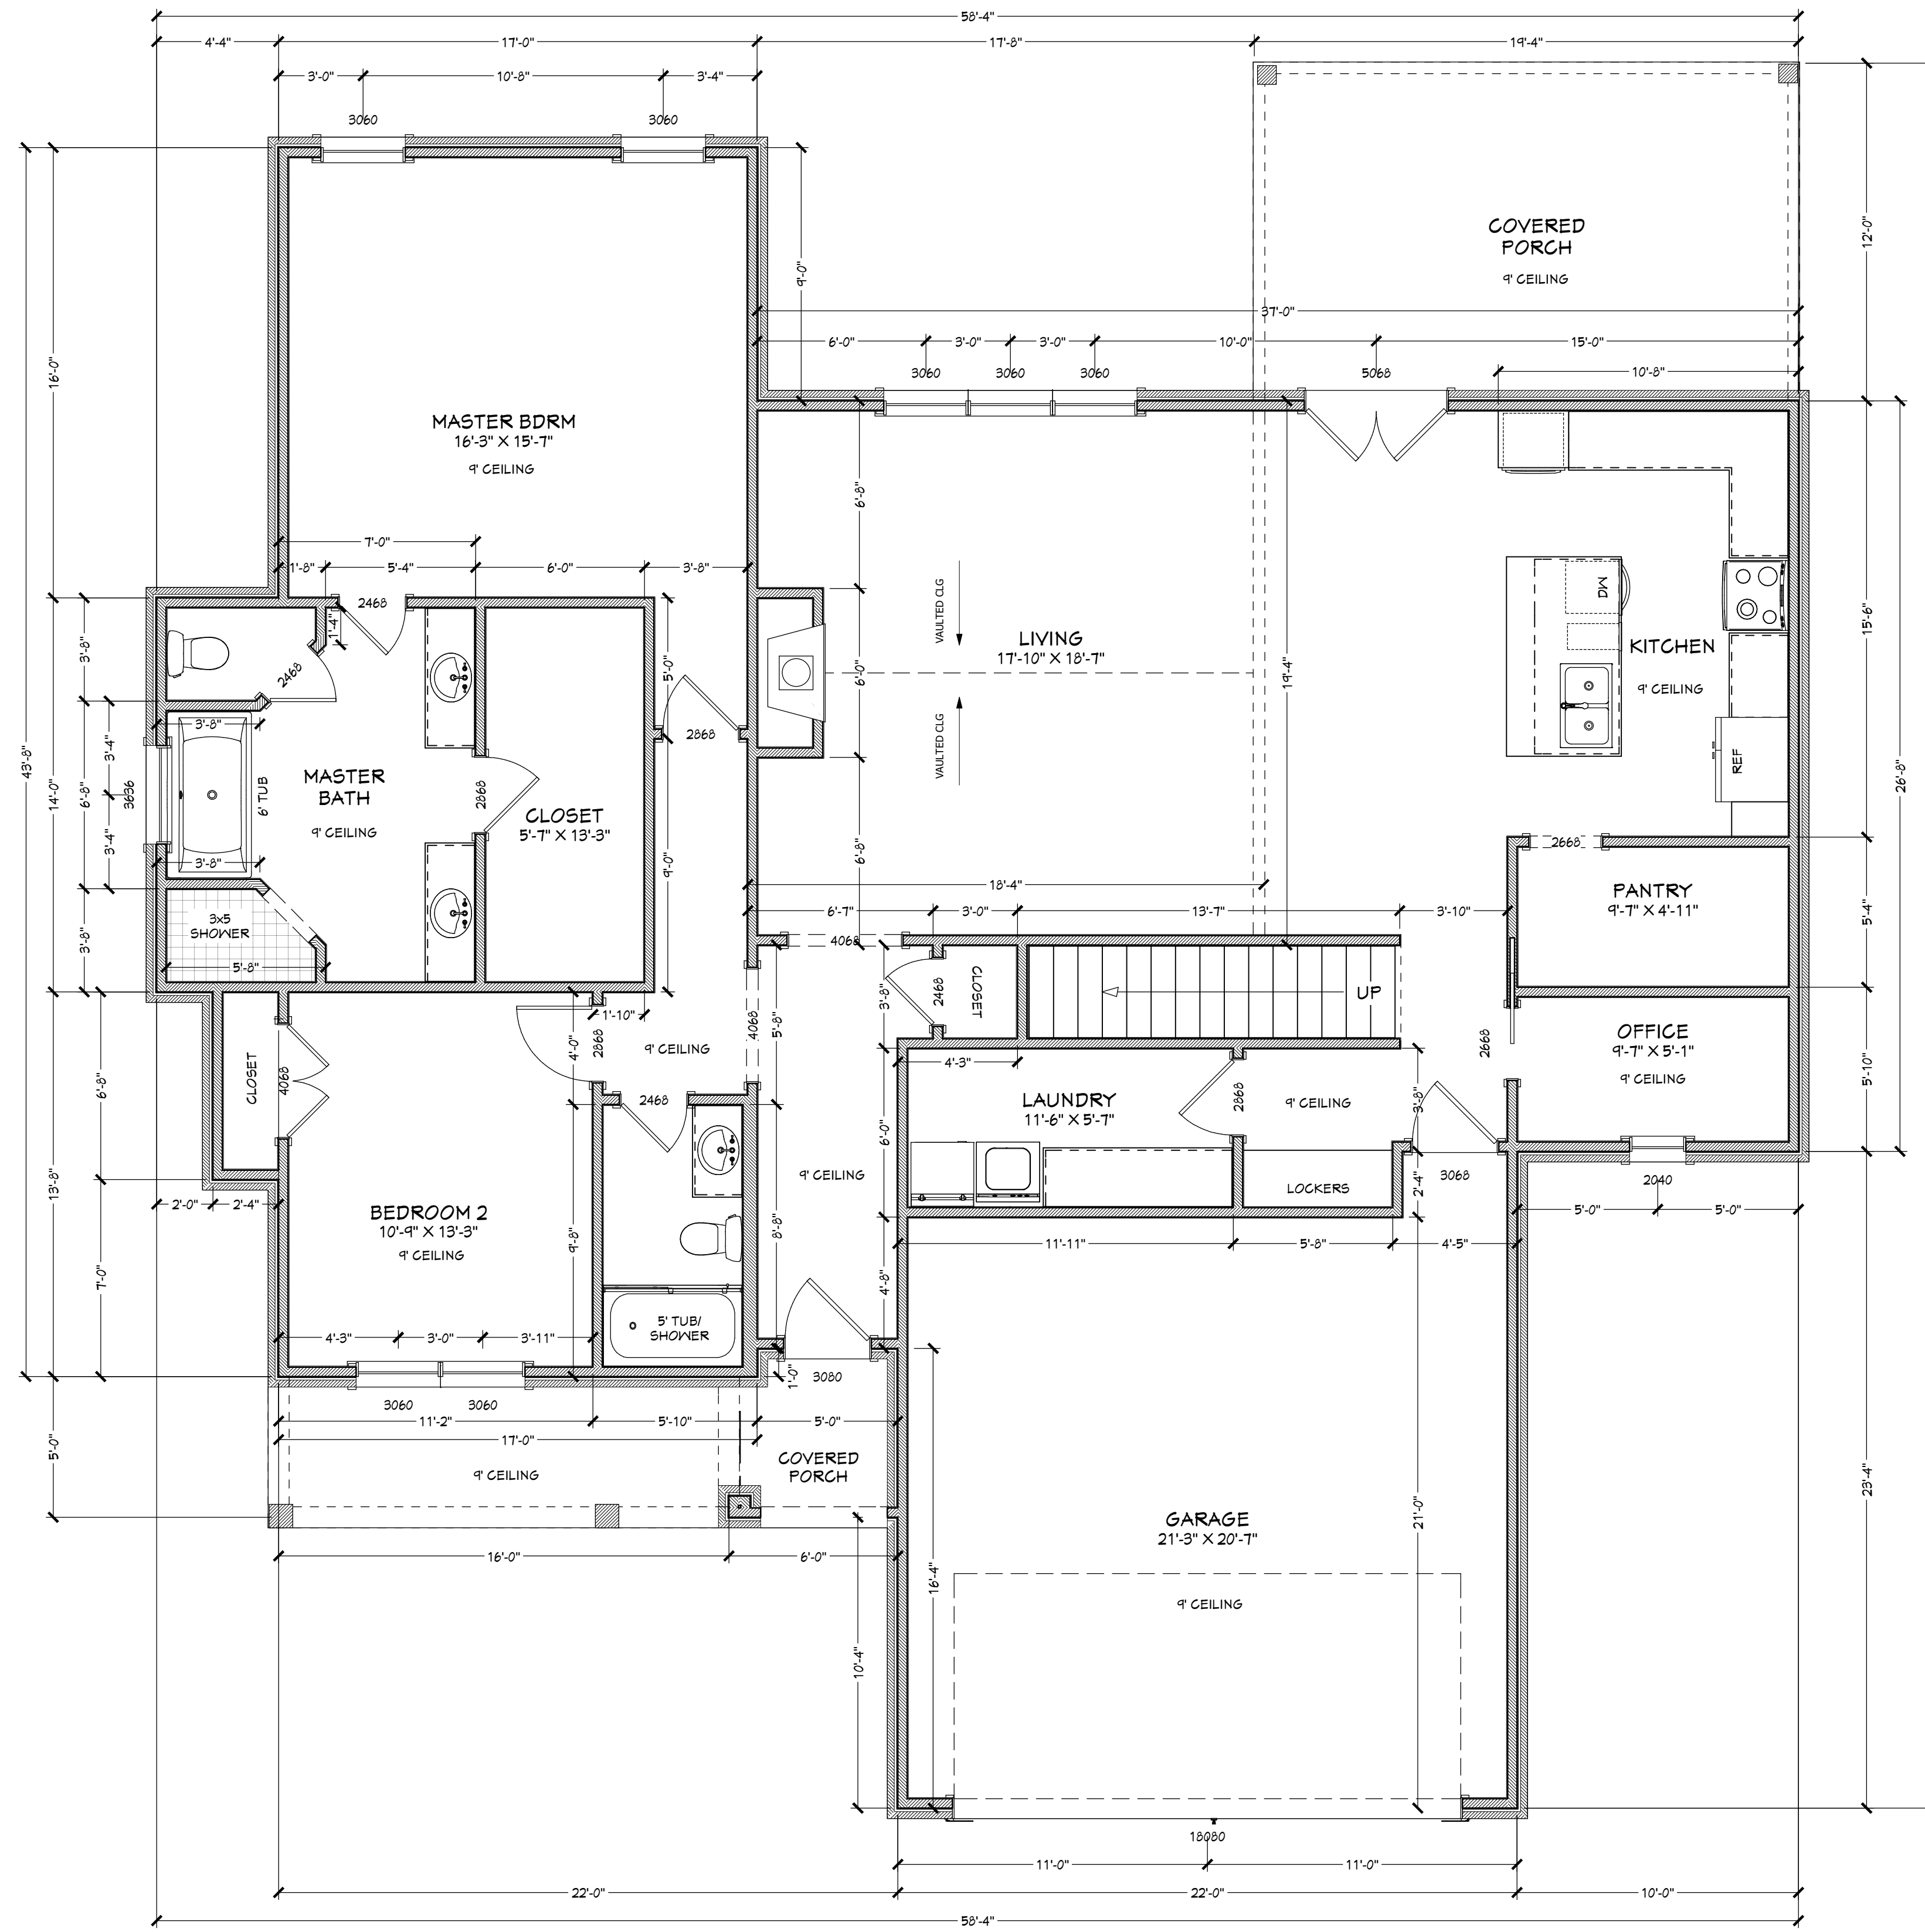 58'-4"
4'-4"
17'-0"
17'-8"
19'-4"
3'-0"
10'-8"
3'-4"
3060
3060
COVERED
PORCH
9' CEILING
12'-0"
9'-0"
37'-0"
6'-0"
3'-0"
3'-0"
10'-0"
15'-0"
3060
3060
3060
5068
10'-8"
16'-0"
MASTER BDRM
16'-3" X 15'-7"
9' CEILING
6'-8"
7'-0"
1'-8"
5'-4"
6'-0"
3'-8"
2468
1'-4"
2468
3'-8"
5'-0"
VAULTED CLG
LIVING
17'-10" X 18'-7"
6'-0"
19'-4"
DW
KITCHEN
9' CEILING
15'-6"
3'-8"
2868
VAULTED CLG
REF
43'-8"
14'-0"
6'-8"
3'-4"
3'-4"
3636
6' TUB
MASTER
BATH
9' CEILING
2868
CLOSET
5'-7" X 13'-3"
26'-8"
3'-8"
9'-0"
6'-8"
2668
18'-4"
PANTRY
9'-7" X 4'-11"
5'-4"
3'-8"
3x5
SHOWER
5'-8"
6'-7"
3'-0"
13'-7"
3'-10"
4068
3'-8"
2468
CLOSET
UP
1'-10"
4'-0"
2868
9' CEILING
4068
5'-8"
4'-3"
2668
OFFICE
9'-7" X 5'-1"
9' CEILING
5'-10"
CLOSET
4068
6'-8"
2468
LAUNDRY
11'-6" X 5'-7"
2868
9' CEILING
3'-8"
6'-0"
13'-8"
9' CEILING
LOCKERS
2'-4"
3068
2040
2'-0"
2'-4"
5'-0"
5'-0"
BEDROOM 2
10'-9" X 13'-3"
9' CEILING
9'-8"
8'-8"
11'-11"
5'-8"
4'-5"
7'-0"
4'-8"
4'-3"
3'-0"
3'-11"
5' TUB/
SHOWER
1'-0"
3080
3060
3060
11'-2"
5'-10"
5'-0"
17'-0"
5'-0"
9' CEILING
COVERED
PORCH
23'-4"
GARAGE
21'-3" X 20'-7"
9' CEILING
21'-0"
16'-0"
6'-0"
16'-4"
10'-4"
18080
11'-0"
11'-0"
22'-0"
22'-0"
10'-0"
58'-4"